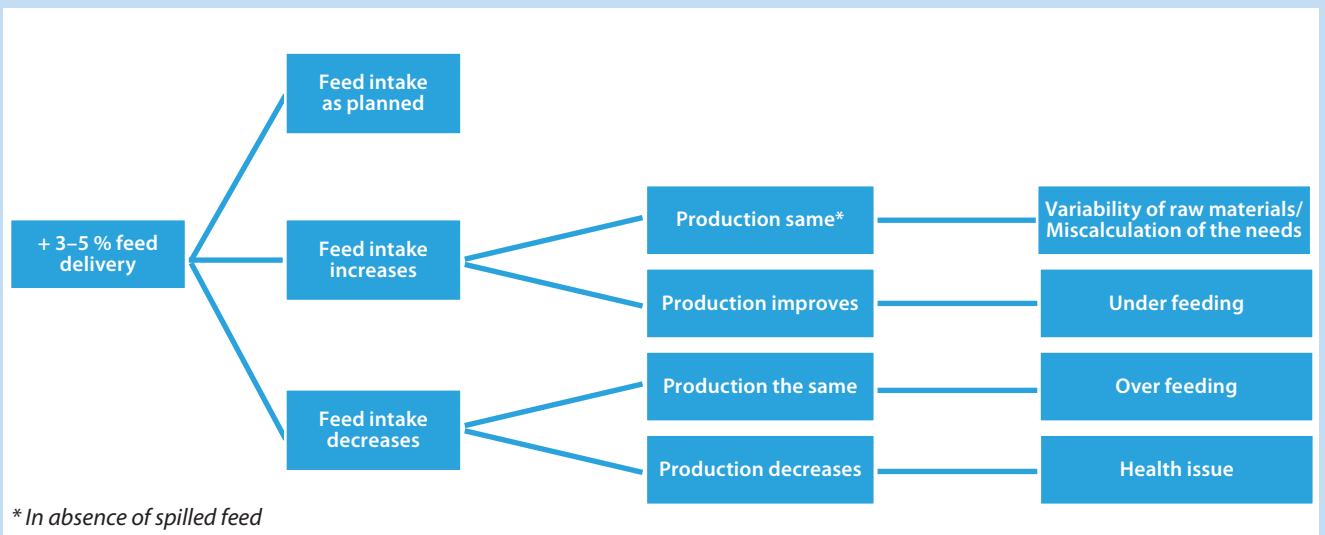 + 3–5 % feed
delivery
Feed intake
as planned
Feed intake
increases
Feed intake
decreases
Production same*
Production improves
Production the same
Production decreases
Variability of raw materials/
Miscalculation of the needs
Under feeding
Over feeding
Health issue
* In absence of spilled feed